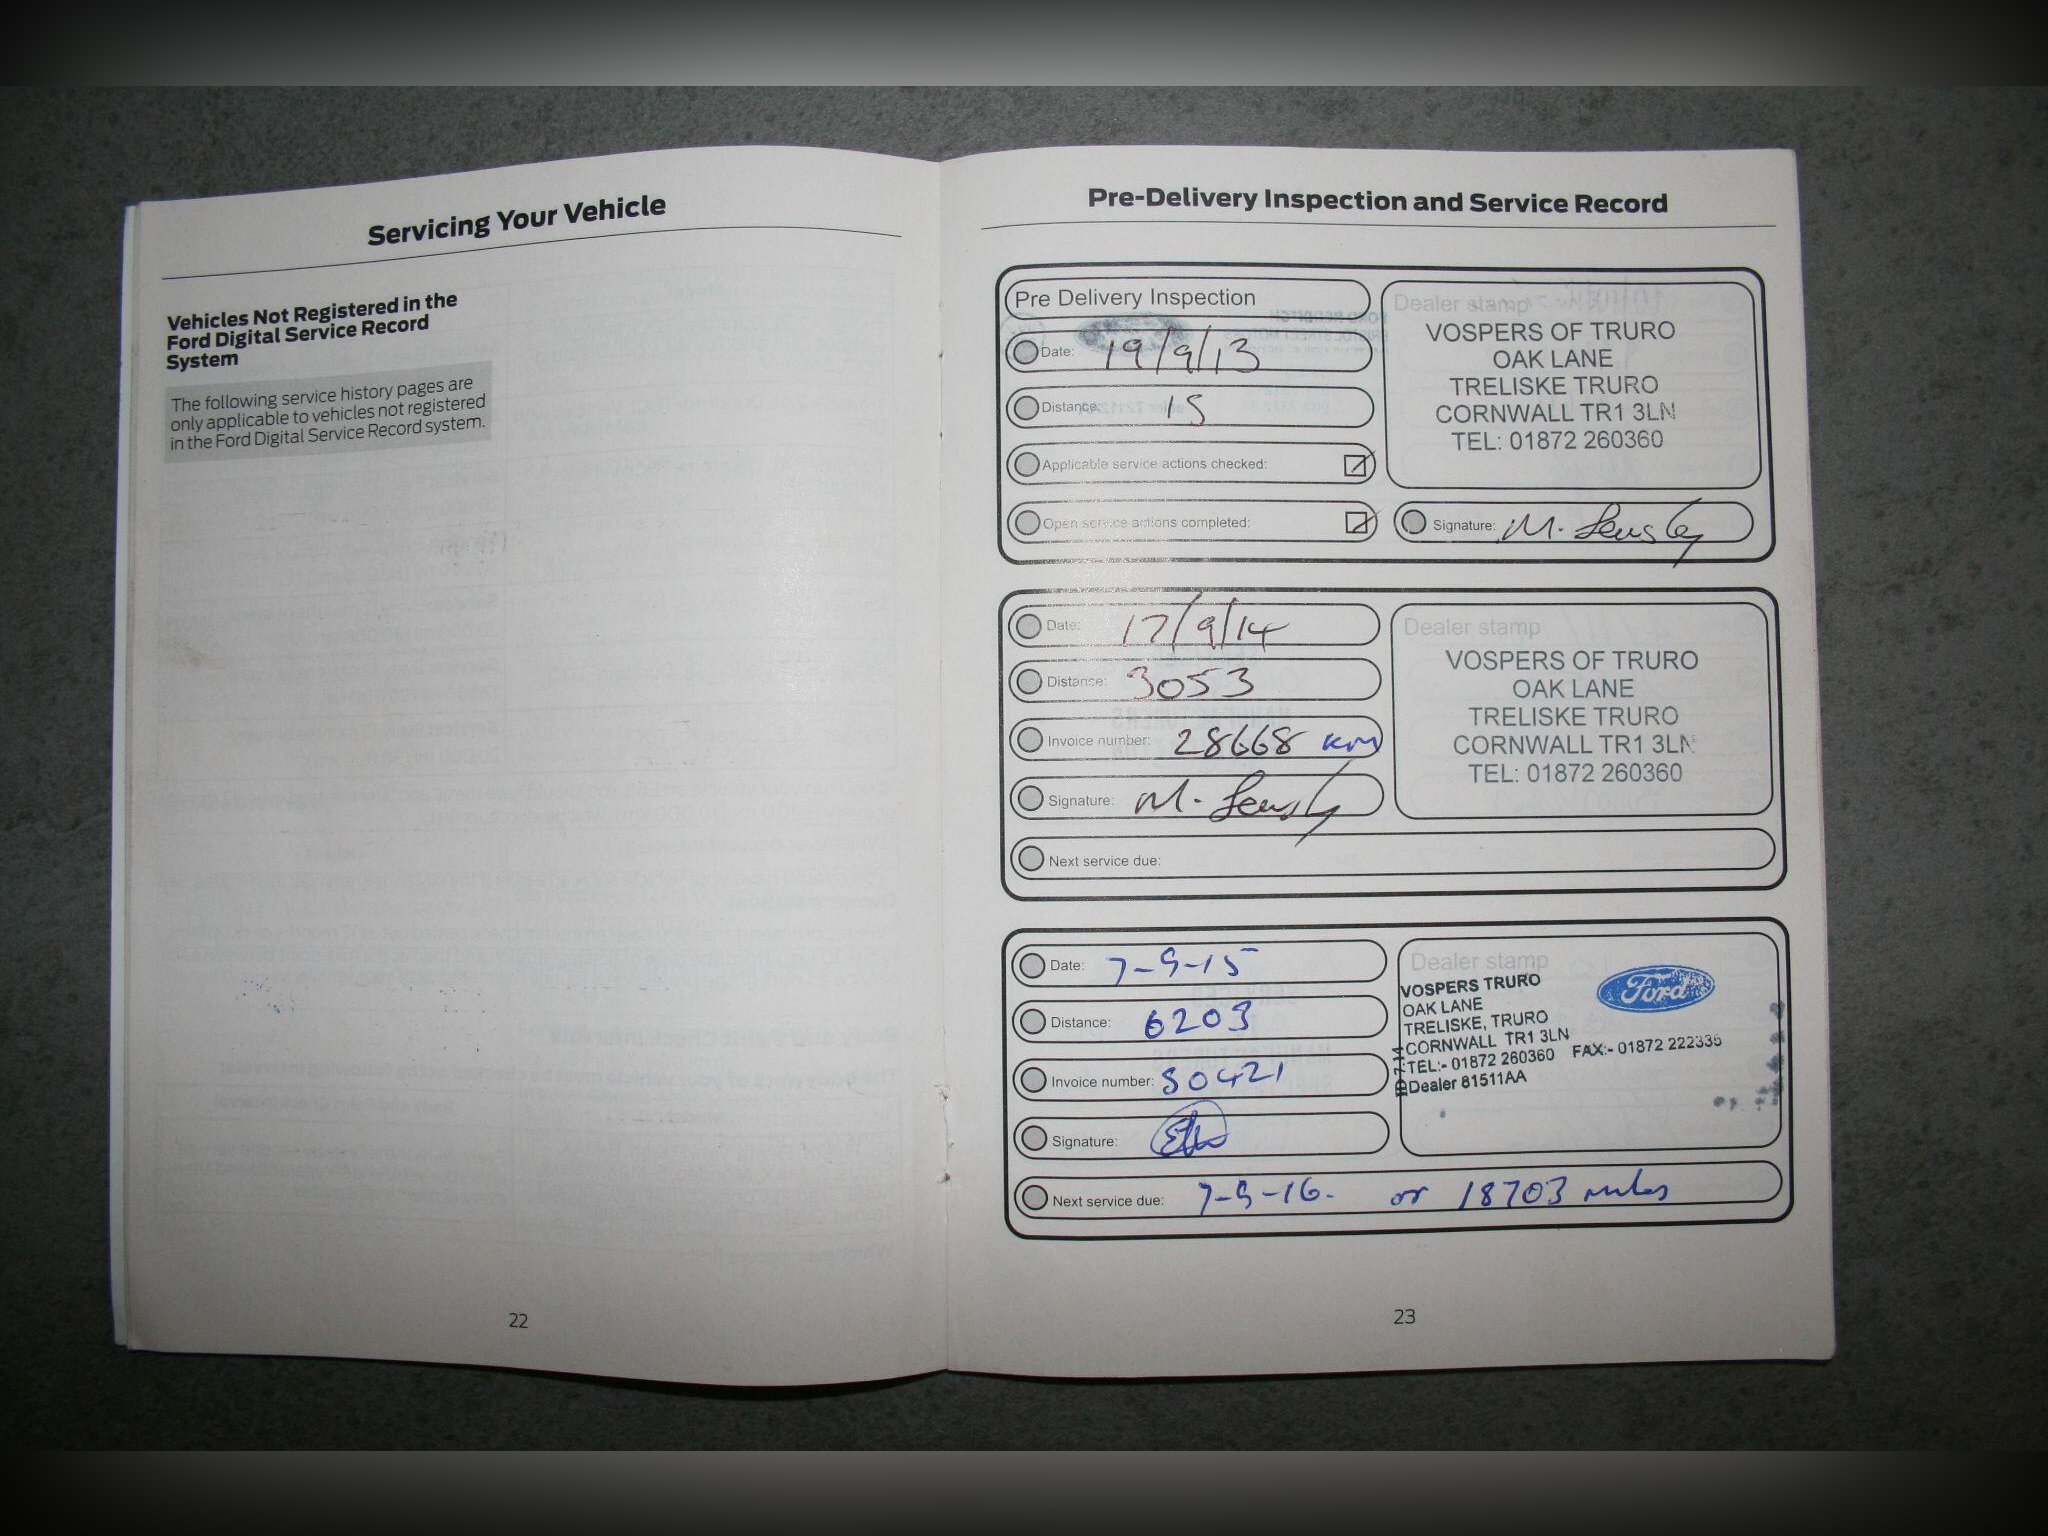 Servicing Your Vehicle
Vehicles Not Registered in the
Ford Digital Service Record
System
The following service history pages are
only applicable to vehicles not registered
in the Ford Digital Service Record system.
22
Pre-Delivery Inspection and Service Record
Pre Delivery Inspection
Date: 19/9/13
Distance: 15
Applicable service actions checked:
Open service actions completed:
Dealer stamp
VOSPERS OF TRURO
OAK LANE
TRELISKE TRURO
CORNWALL TR1 3LN
TEL: 01872 260360
Signature: M.
Date: 17/9/14
Distance: 3053
Invoice number: 28668 km
Signature: M.
Dealer stamp
VOSPERS OF TRURO
OAK LANE
TRELISKE TRURO
CORNWALL TR1 3LN
TEL: 01872 260360
Next service due:
Date: 7-9-15
Distance: 6203
Invoice number: 30421
Signature:
Dealer stamp
VOSPERS TRURO
OAK LANE
TRELISKE, TRURO
CORNWALL TR1 3LN
TEL:- 01872 260360 FAX:- 01872 222335
Dealer 81511AA
Ford
Next service due: 7-9-16. or 18703 miles
23